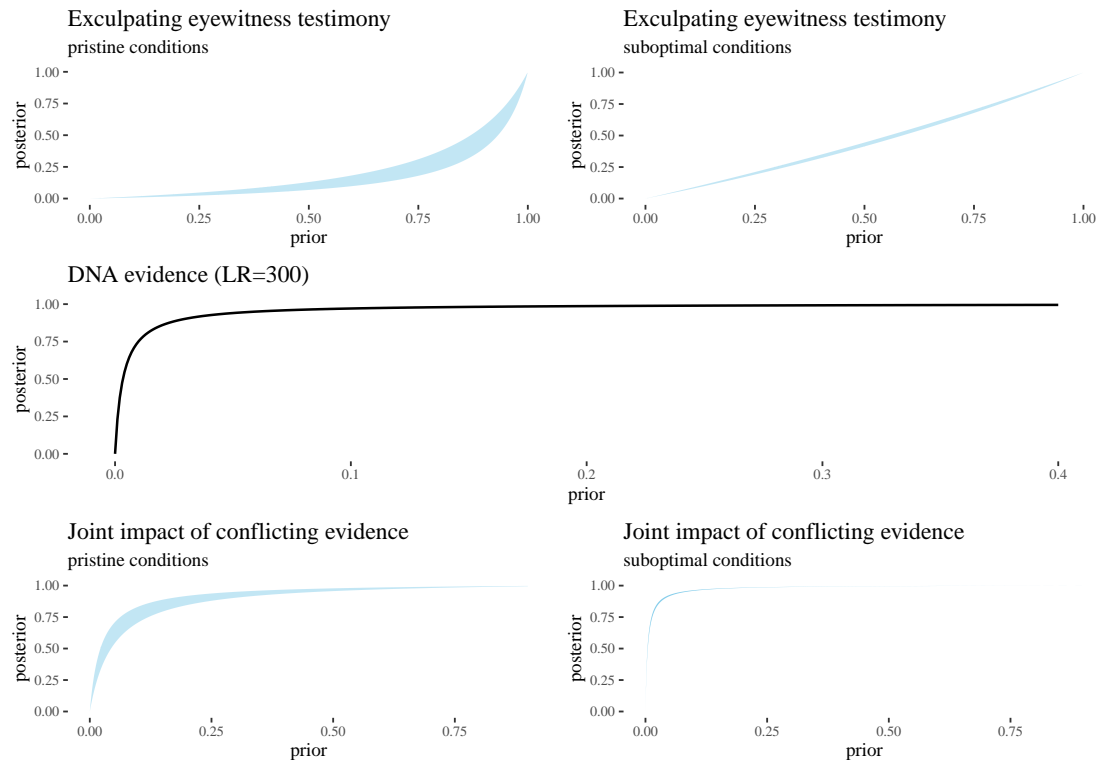 Exculpating eyewitness testimony
pristine conditions
1.00
0.75
0.50
0.25
0.00
posterior
0.00 0.25 0.50 0.75 1.00
prior
Exculpating eyewitness testimony
suboptimal conditions
1.00
0.75
0.50
0.25
0.00
posterior
0.00 0.25 0.50 0.75 1.00
prior
DNA evidence (LR=300)
1.00
0.75
0.50
0.25
0.00
posterior
0.0 0.1 0.2 0.3 0.4
prior
Joint impact of conflicting evidence
pristine conditions
1.00
0.75
0.50
0.25
0.00
posterior
0.00 0.25 0.50 0.75
prior
Joint impact of conflicting evidence
suboptimal conditions
1.00
0.75
0.50
0.25
0.00
posterior
0.00 0.25 0.50 0.75
prior